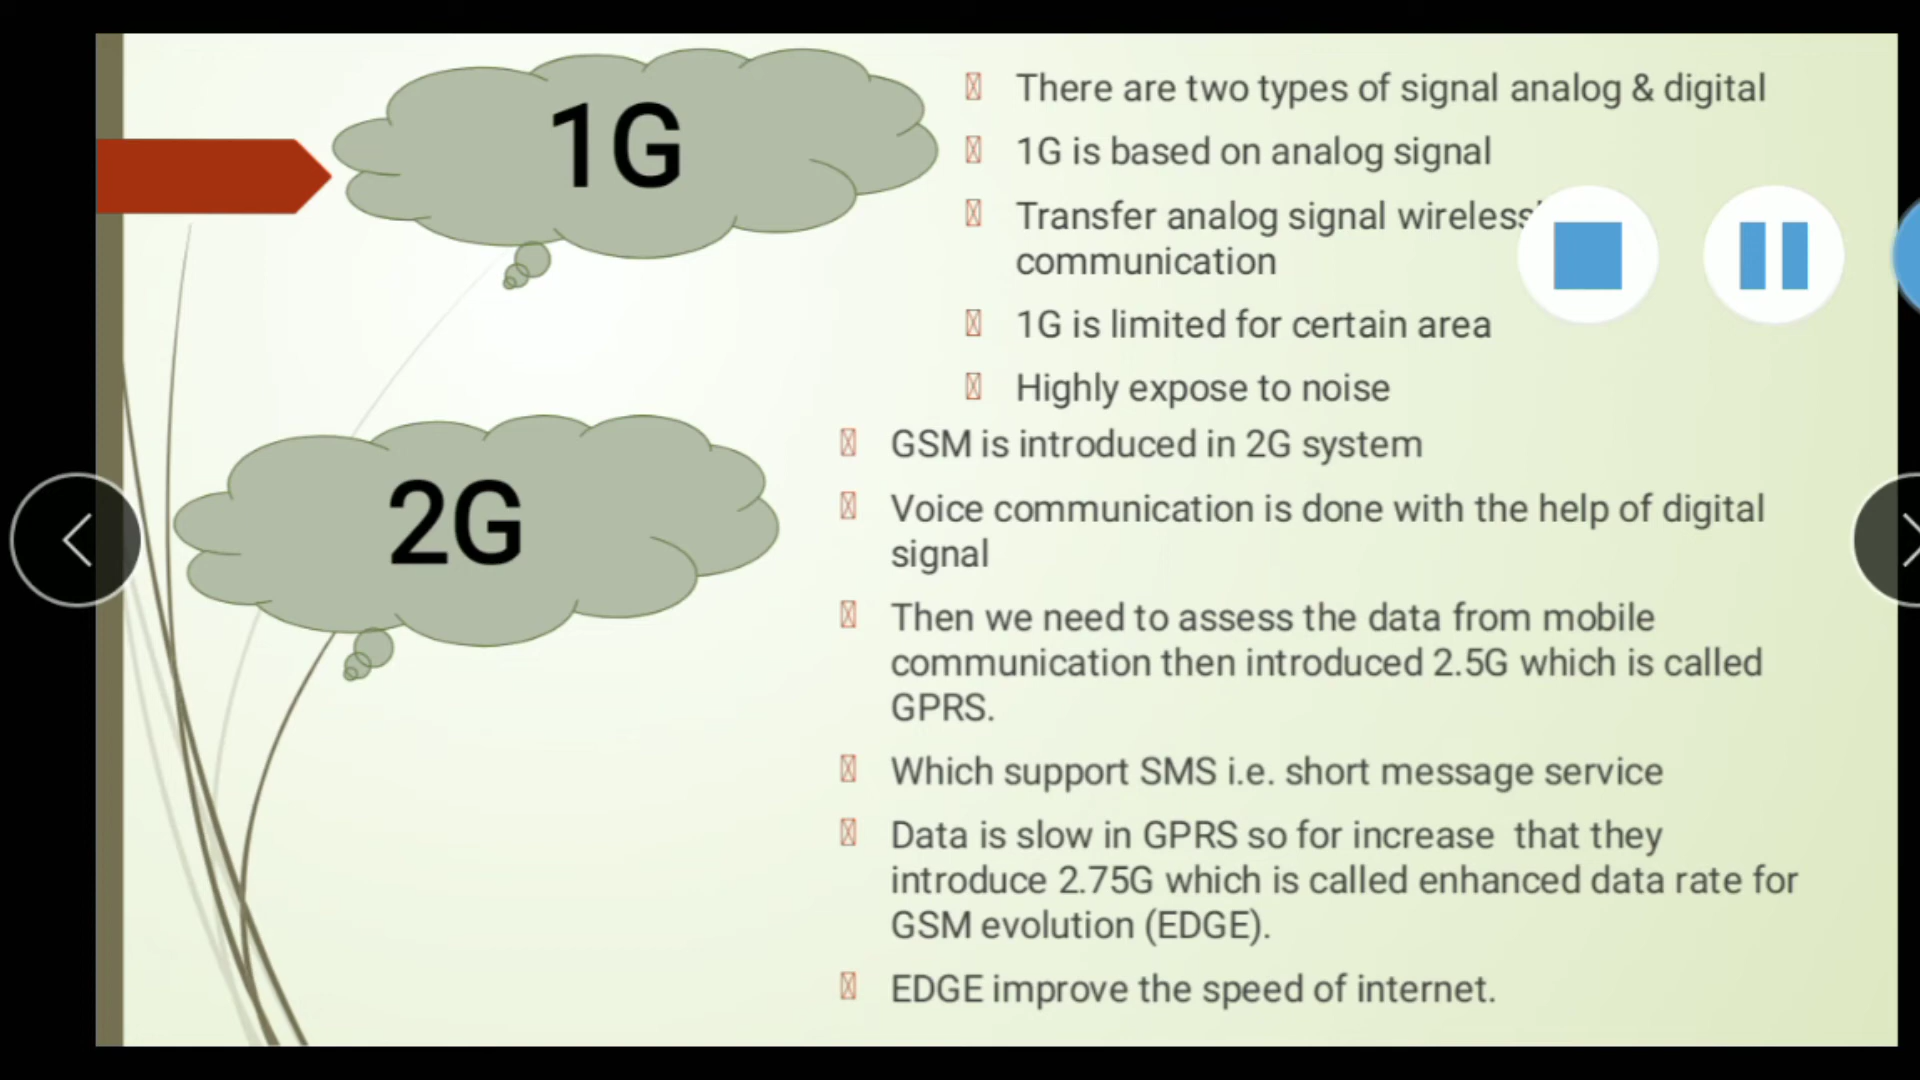 1G
There are two types of signal analog & digital
1G is based on analog signal
Transfer analog signal
communication
1G is limited for certain area
Highly expose to noise
2G
GSM is introduced in 2G system
Voice communication is done with the help of digital
signal
Then we need to assess the data from mobile
communication then introduced 2.5G which is called
GPRS.
Which support SMS i.e. short message service
Data is slow in GPRS so for increase that they
introduce 2.75G which is called enhanced data rate for
GSM evolution (EDGE).
EDGE improve the speed of internet.